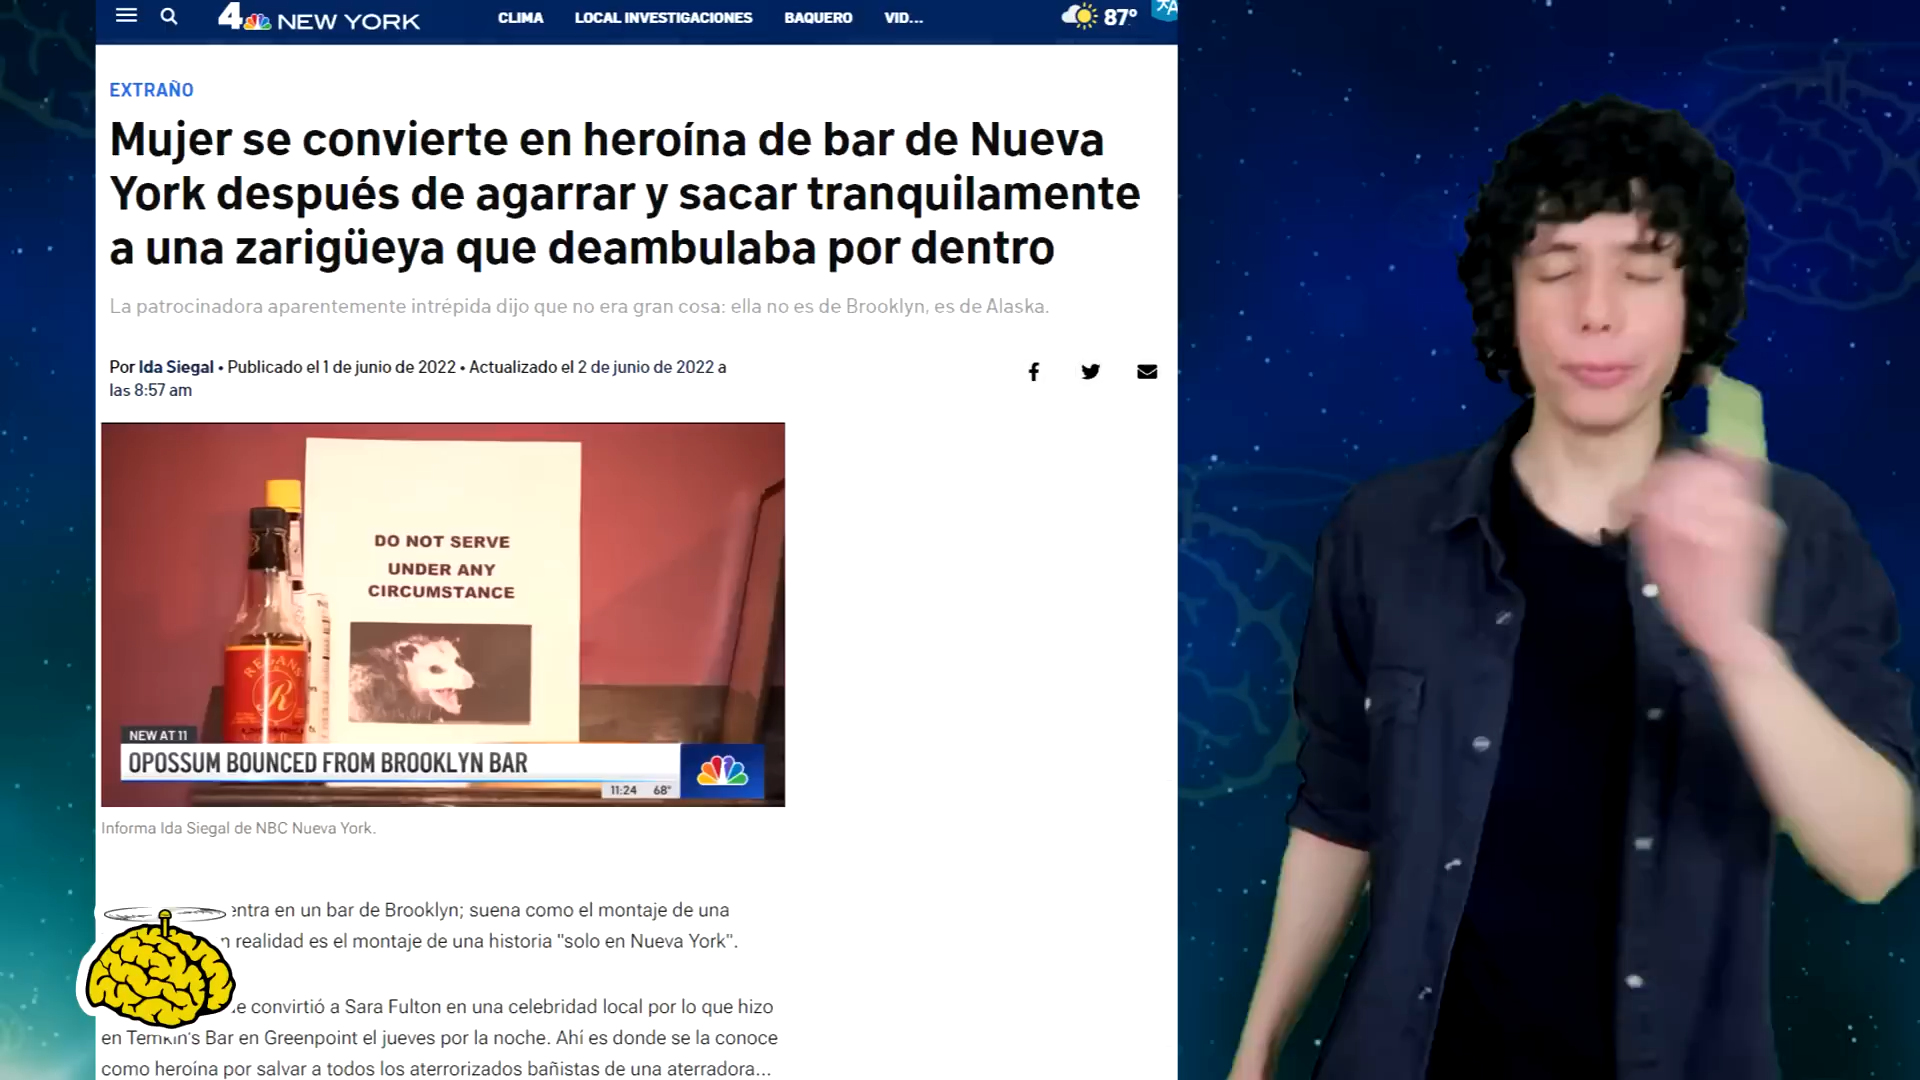 4 NEW YORK
CLIMA LOCAL INVESTIGACIONES BAQUERO VID... 87°
EXTRAÑO
Mujer se convierte en heroína de bar de Nueva
York después de agarrar y sacar tranquilamente
a una zarigüeya que deambulaba por dentro
La patrocinadora aparentemente intrépida dijo que no era gran cosa: ella no es de Brooklyn, es de Alaska.
Por Ida Siegal • Publicado el 1 de junio de 2022 • Actualizado el 2 de junio de 2022 a
las 8:57 am
DO NOT SERVE
UNDER ANY
CIRCUMSTANCE
REGANS'
R
NEW AT 11
OPOSSUM BOUNCED FROM BROOKLYN BAR
11:24 68°
Informa Ida Siegal de NBC Nueva York.
entra en un bar de Brooklyn; suena como el montaje de una
realidad es el montaje de una historia "solo en Nueva York".
convirtió a Sara Fulton en una celebridad local por lo que hizo
en Temkin's Bar en Greenpoint el jueves por la noche. Ahí es donde se la conoce
como heroína por salvar a todos los aterrorizados bañistas de una aterradora...